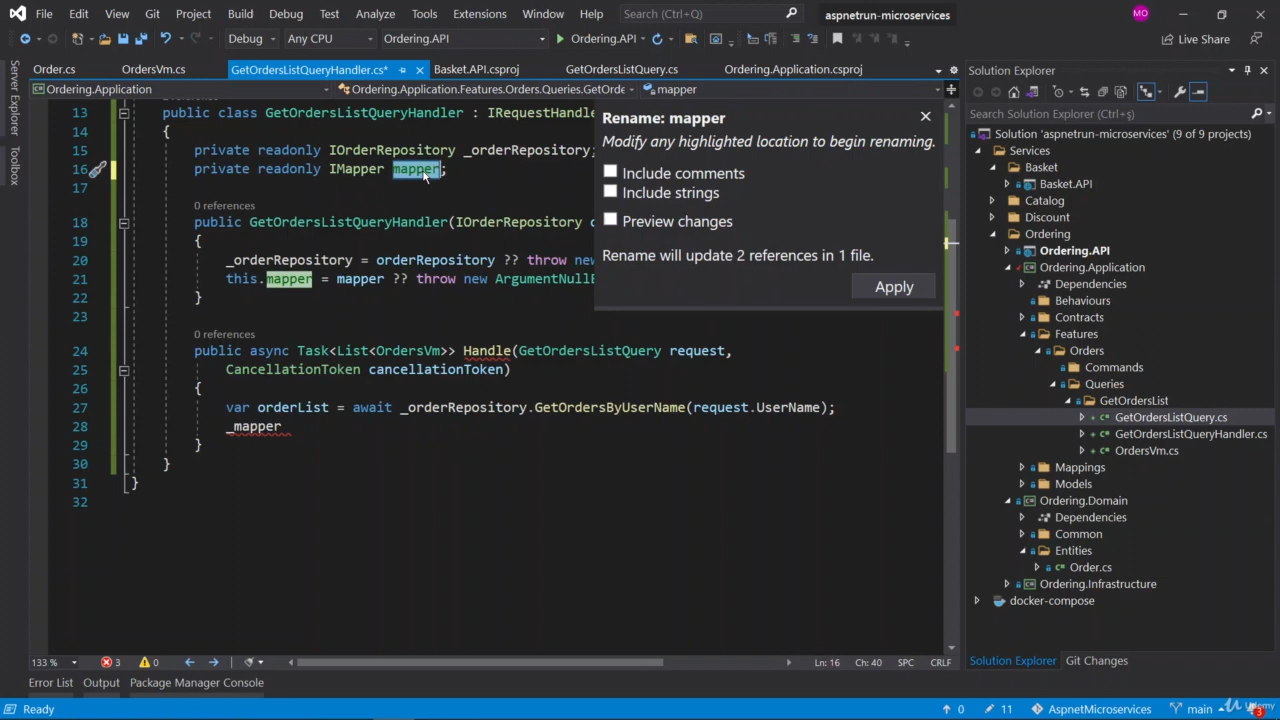 File Edit View Git Project Build Debug Test Analyze Tools Extensions Window Help Search (Ctrl+Q) aspnetrun-microservices MO
Debug Any CPU Ordering.API Ordering.API Live Share
Server Explorer
Toolbox
Order.cs OrdersVm.cs GetOrdersListQueryHandler.cs* Basket.API.csproj GetOrdersListQuery.cs Ordering.Application.csproj
Ordering.Application Ordering.Application.Features.Orders.Queries.GetOrde mapper
13 public class GetOrdersListQueryHandler : IRequestHandle
14 {
15 private readonly IOrderRepository _orderRepository;
16 private readonly IMapper mapper;
17
0 references
18 public GetOrdersListQueryHandler(IOrderRepository o
19 {
20 _orderRepository = orderRepository ?? throw new
21 this.mapper = mapper ?? throw new ArgumentNullE
22 }
23
0 references
24 public async Task<List<OrdersVm>> Handle(GetOrdersListQuery request,
25 CancellationToken cancellationToken)
26 {
27 var orderList = await _orderRepository.GetOrdersByUserName(request.UserName);
28 _mapper
29 }
30 }
31 }
32
Rename: mapper
Modify any highlighted location to begin renaming.
Include comments
Include strings
Preview changes
Rename will update 2 references in 1 file.
Apply
Solution Explorer
Search Solution Explorer (Ctrl+ş)
Solution 'aspnetrun-microservices' (9 of 9 projects)
Services
Basket
Basket.API
Catalog
Discount
Ordering
Ordering.API
Ordering.Application
Dependencies
Behaviours
Contracts
Features
Orders
Commands
Queries
GetOrdersList
GetOrdersListQuery.cs
GetOrdersListQueryHandler.cs
OrdersVm.cs
Mappings
Models
Ordering.Domain
Dependencies
Common
Entities
Order.cs
Ordering.Infrastructure
docker-compose
133 % 3 0 Ln: 16 Ch: 40 SPC CRLF
Solution Explorer Git Changes
Error List Output Package Manager Console
Ready 0 11 AspnetMicroservices main 3
Udemy